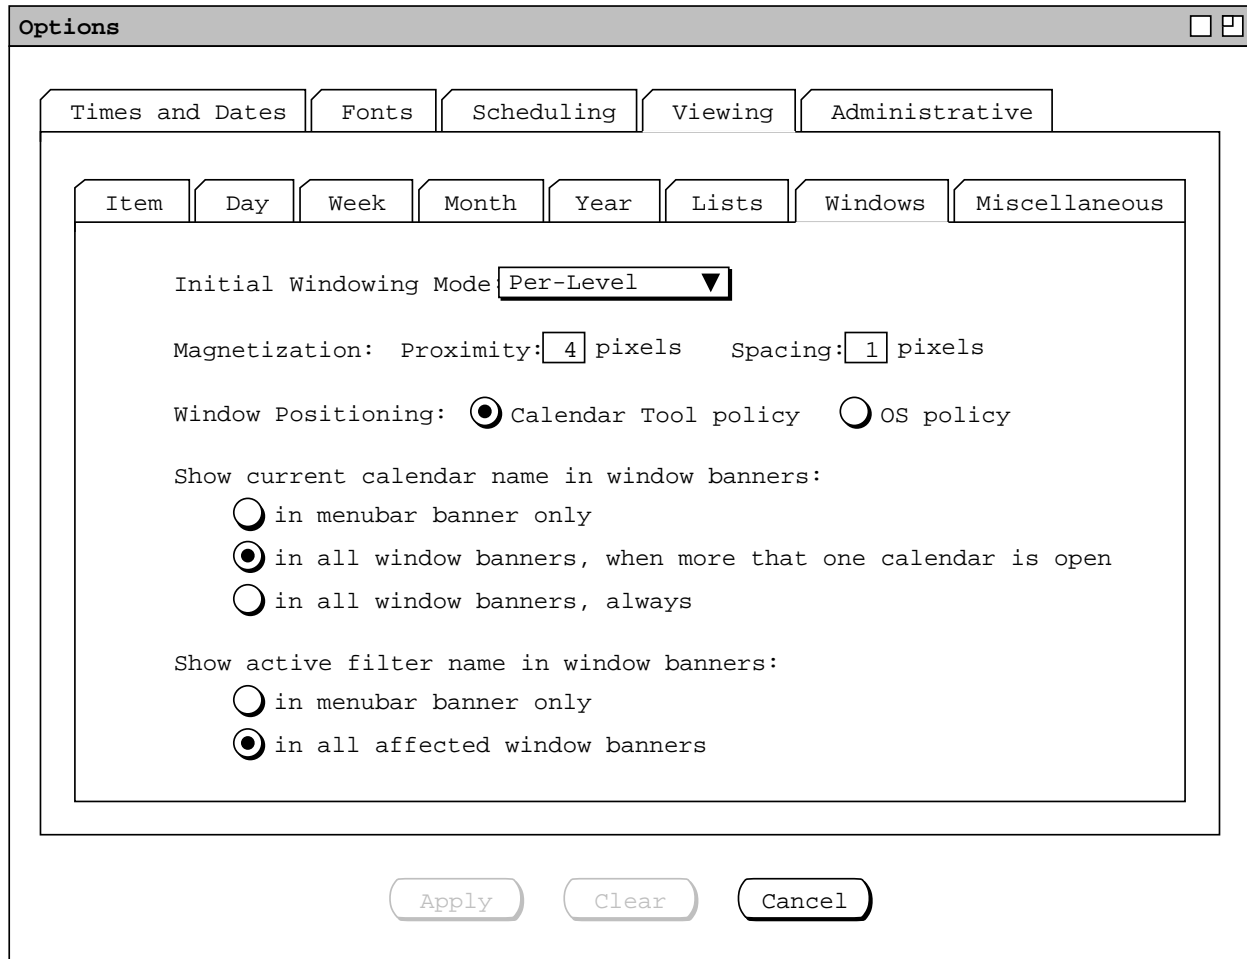 Options
Times and Dates Fonts Scheduling Viewing Administrative
Item Day Week Month Year Lists Windows Miscellaneous
Initial Windowing Mode: Per-Level
Magnetization: Proximity: 4 pixels Spacing: 1 pixels
Window Positioning: Calendar Tool policy OS policy
Show current calendar name in window banners:
in menubar banner only
in all window banners, when more that one calendar is open
in all window banners, always
Show active filter name in window banners:
in menubar banner only
in all affected window banners
Apply Clear Cancel